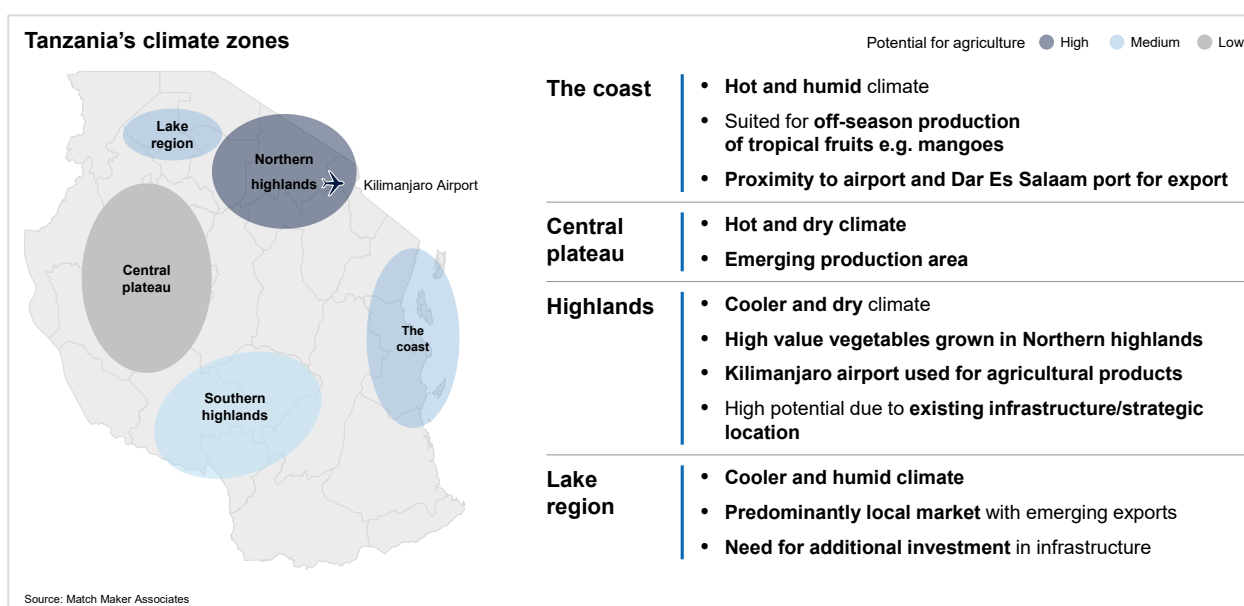 Tanzania's climate zones
Potential for agriculture High Medium Low
Lake
region
Northern
highlands
Kilimanjaro Airport
Central
plateau
The
coast
Southern
highlands
The coast
• Hot and humid climate
• Suited for off-season production
of tropical fruits e.g. mangoes
• Proximity to airport and Dar Es Salaam port for export
Central
plateau
• Hot and dry climate
• Emerging production area
Highlands
• Cooler and dry climate
• High value vegetables grown in Northern highlands
• Kilimanjaro airport used for agricultural products
• High potential due to existing infrastructure/strategic
location
Lake
region
• Cooler and humid climate
• Predominantly local market with emerging exports
• Need for additional investment in infrastructure
Source: Match Maker Associates